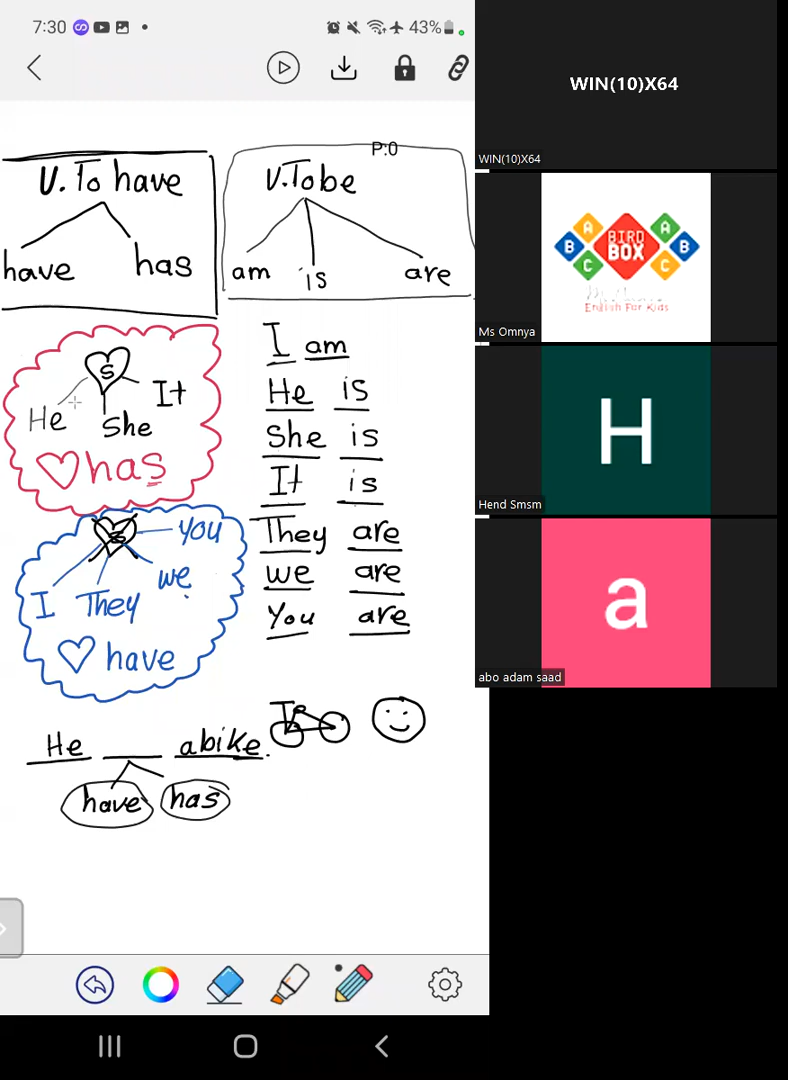 7:30
43%
P:0
V. To have
have has
V. To be
am is are
S
He She It
has
S
I They we You
have
I am
He is
She is
It is
They are
we are
You are
He ___ a bike.
have has
WIN(10)X64
WIN(10)X64
A B C
BIRD BOX
A B C
English For Kids
Ms Omnya
H
Hend Smsm
a
abo adam saad